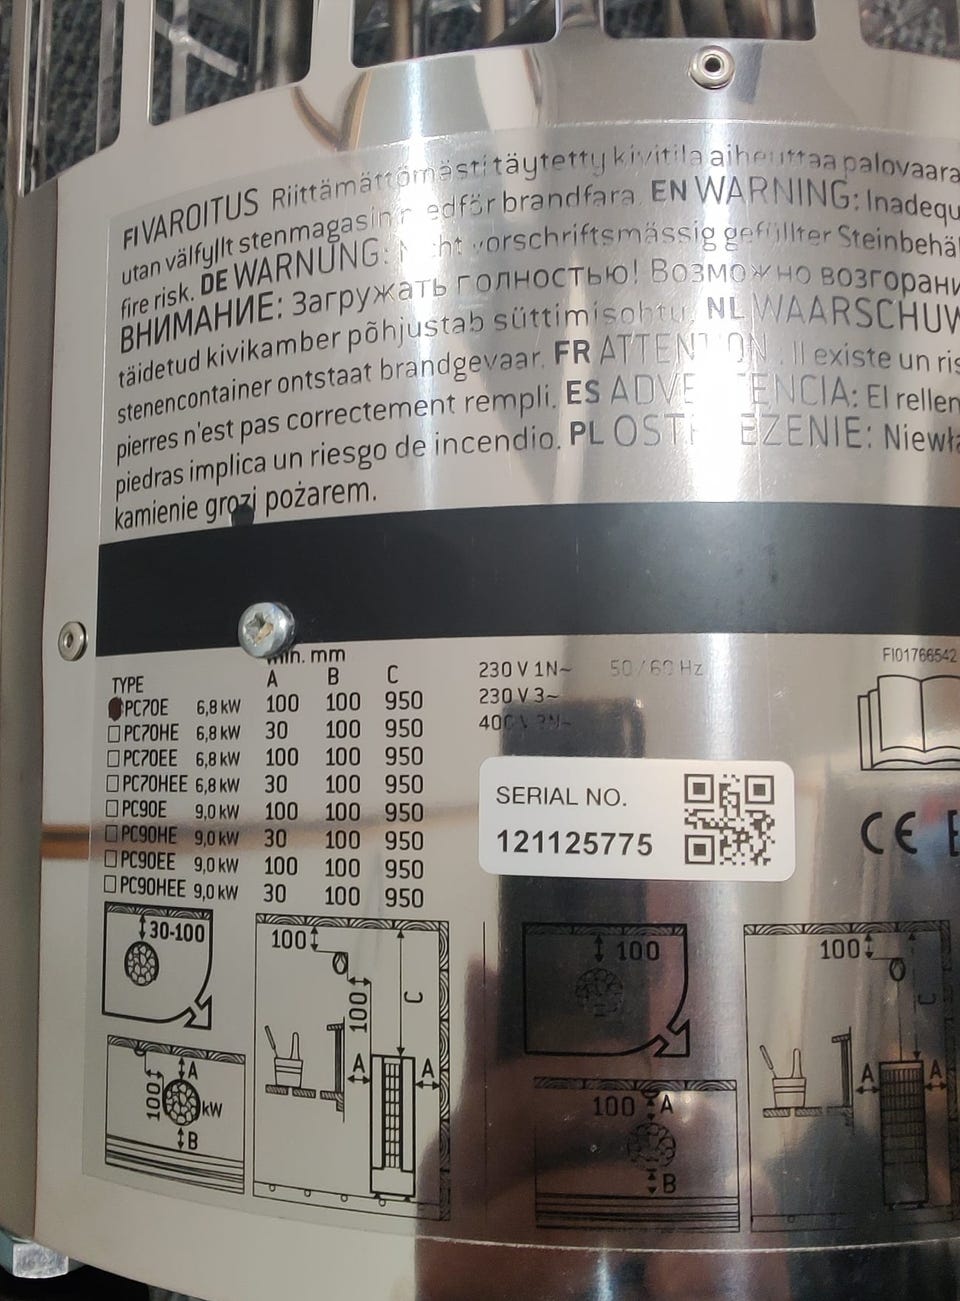 FI VAROITUS Riittämättömästi täytetty kivitila aiheuttaa palovaara
utan välfyllt stenmagasin medför brandfara. EN WARNING: Inadequ
fire risk. DE WARNUNG: Nicht vorschriftsmässig gefüllter Steinbehäl
ВНИМАНИЕ: Загружать полностью! Возможно возгорани
täidetud kivikamber põhjustab süttimisohtu. NL WAARSCHUW
stenencontainer ontstaat brandgevaar. FR ATTENTION: Il existe un ris
pierres n'est pas correctement rempli. ES ADVERTENCIA: El rellen
piedras implica un riesgo de incendio. PL OSTRZEŻENIE: Niewła
kamienie grozi pożarem.
TYPE min. mm
A B C
PC70E 6,8 kW 100 100 950
PC70HE 6,8 kW 30 100 950
PC70EE 6,8 kW 100 100 950
PC70HEE 6,8 kW 30 100 950
PC90E 9,0 kW 100 100 950
PC90HE 9,0 kW 30 100 950
PC90EE 9,0 kW 100 100 950
PC90HEE 9,0 kW 30 100 950
230 V 1N~ 50/60 Hz
230 V 3~
400 V 3N~
FI01766542
SERIAL NO.
121125775
CE
30-100
100
100
C
A
A
100
A
kW
B
100
100
A
B
100
C
A
A